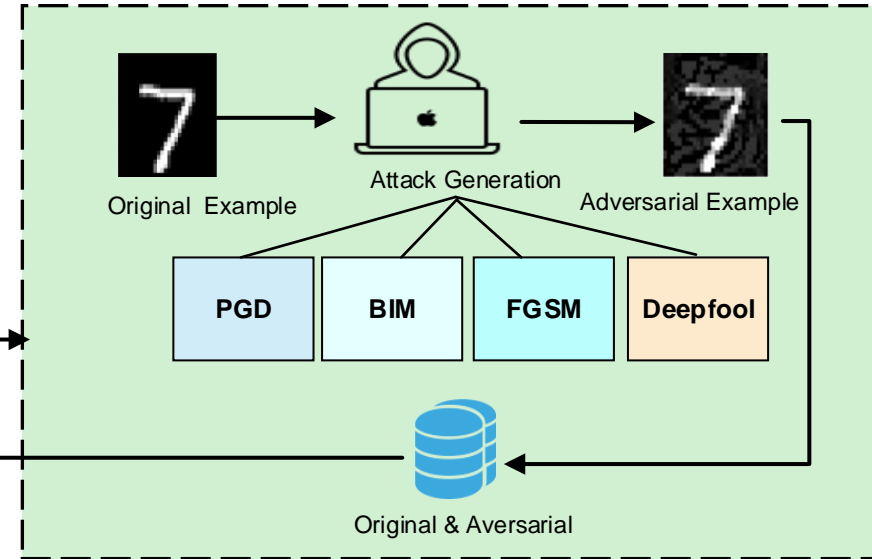 Attack Generation
Original Example
Adversarial Example
PGD
BIM
FGSM
Deepfool
Original & Aversarial